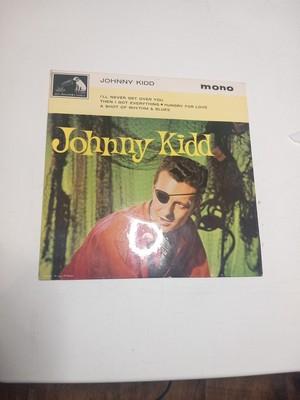 JOHNNY KIDD
mono
I'LL NEVER GET OVER YOU
THEN I GOT EVERYTHING • HUNGRY FOR LOVE
A SHOT OF RHYTHM & BLUES
Johnny Kidd